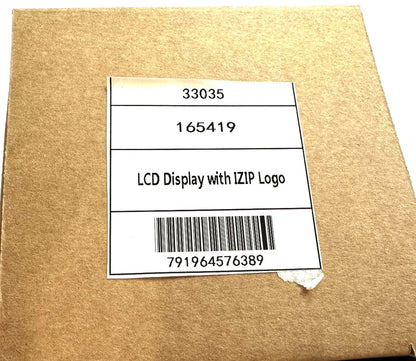 33035
165419
LCD Display with IZIP Logo
791964576389